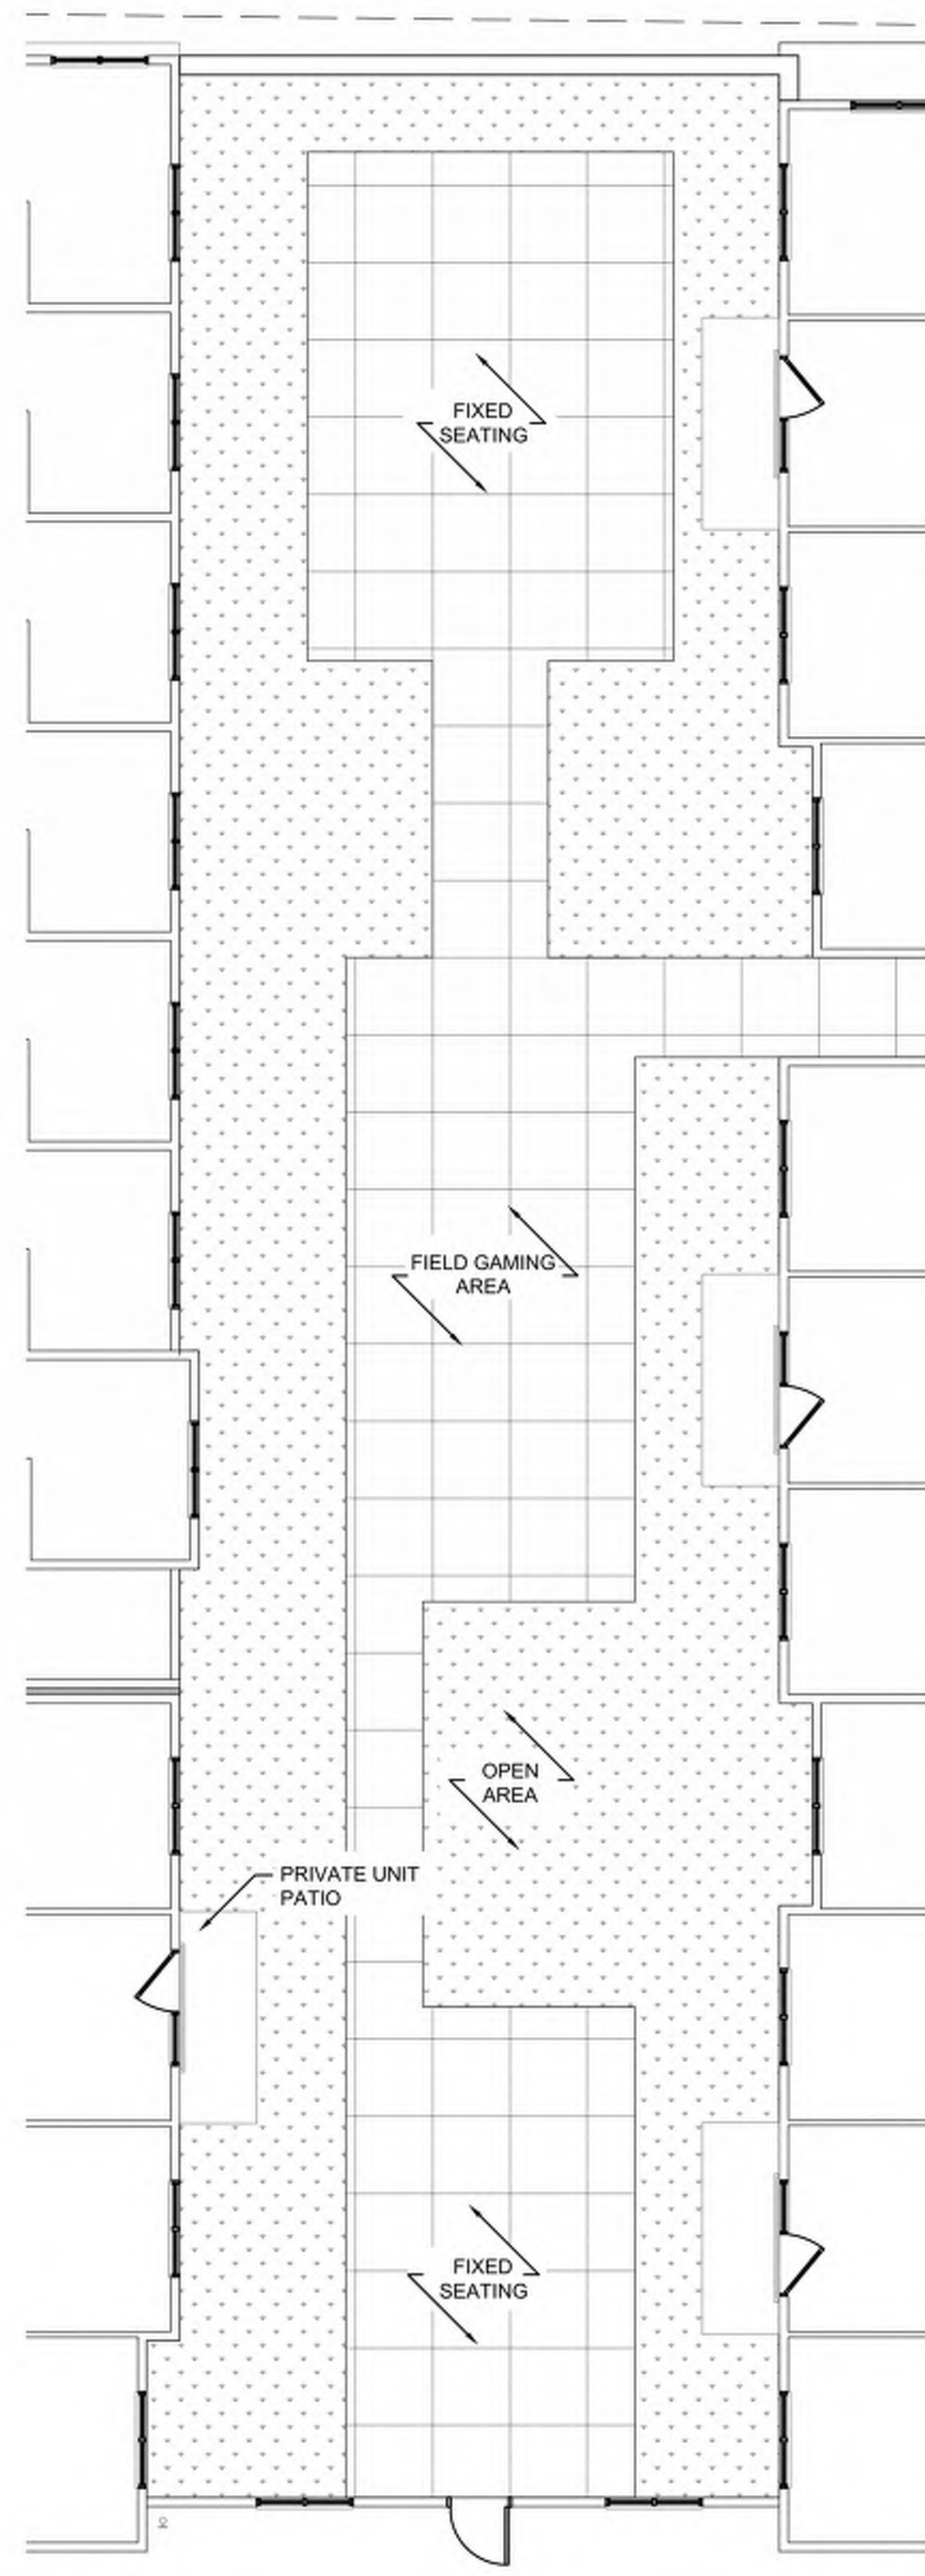 FIXED
SEATING
FIELD GAMING
AREA
OPEN
AREA
PRIVATE UNIT
PATIO
FIXED
SEATING